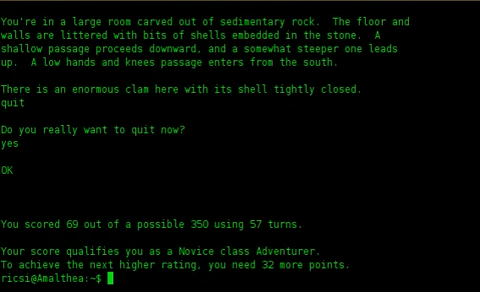 You're in a large room carved out of sedimentary rock.  The floor and
walls are littered with bits of shells embedded in the stone.  A
shallow passage proceeds downward, and a somewhat steeper one leads
up.  A low hands and knees passage enters from the south.
There is an enormous clam here with its shell tightly closed.
quit
Do you really want to quit now?
yes
OK
You scored 69 out of a possible 350 using 57 turns.
Your score qualifies you as a Novice class Adventurer.
To achieve the next higher rating, you need 32 more points.
ricsi@Amalthea:~$